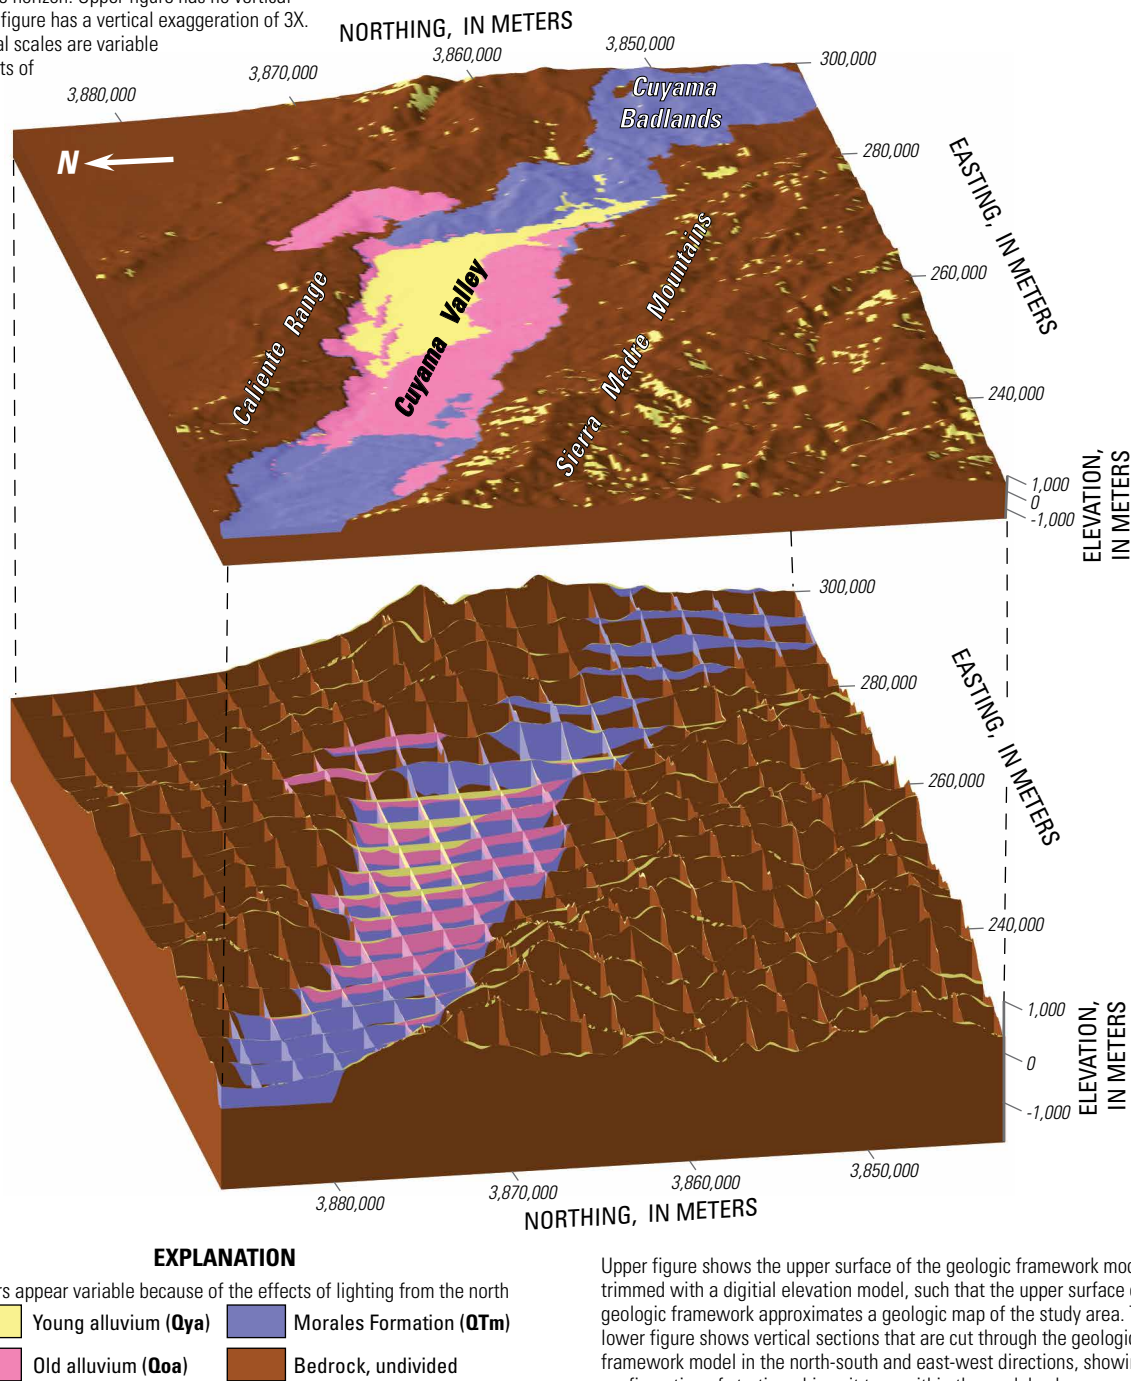 horizon. Upper figure has no vertical
figure has a vertical exaggeration of 3X.
scales are variable
of
NORTHING, IN METERS
3,880,000
3,870,000
3,860,000
3,850,000
300,000
280,000
260,000
240,000
EASTING, IN METERS
1,000
0
-1,000
ELEVATION,
IN METERS
N
Cuyama
Badlands
Caliente Range
Cuyama Valley
Sierra Madre Mountains
300,000
280,000
260,000
240,000
EASTING, IN METERS
1,000
0
-1,000
ELEVATION,
IN METERS
3,880,000
3,870,000
3,860,000
3,850,000
NORTHING, IN METERS
EXPLANATION
appear variable because of the effects of lighting from the north
Young alluvium (Qya)
Morales Formation (QTm)
Old alluvium (Qoa)
Bedrock, undivided
Upper figure shows the upper surface of the geologic framework
trimmed with a digitial elevation model, such that the upper surface
geologic framework approximates a geologic map of the study area.
lower figure shows vertical sections that are cut through the geologic
framework model in the north-south and east-west directions,